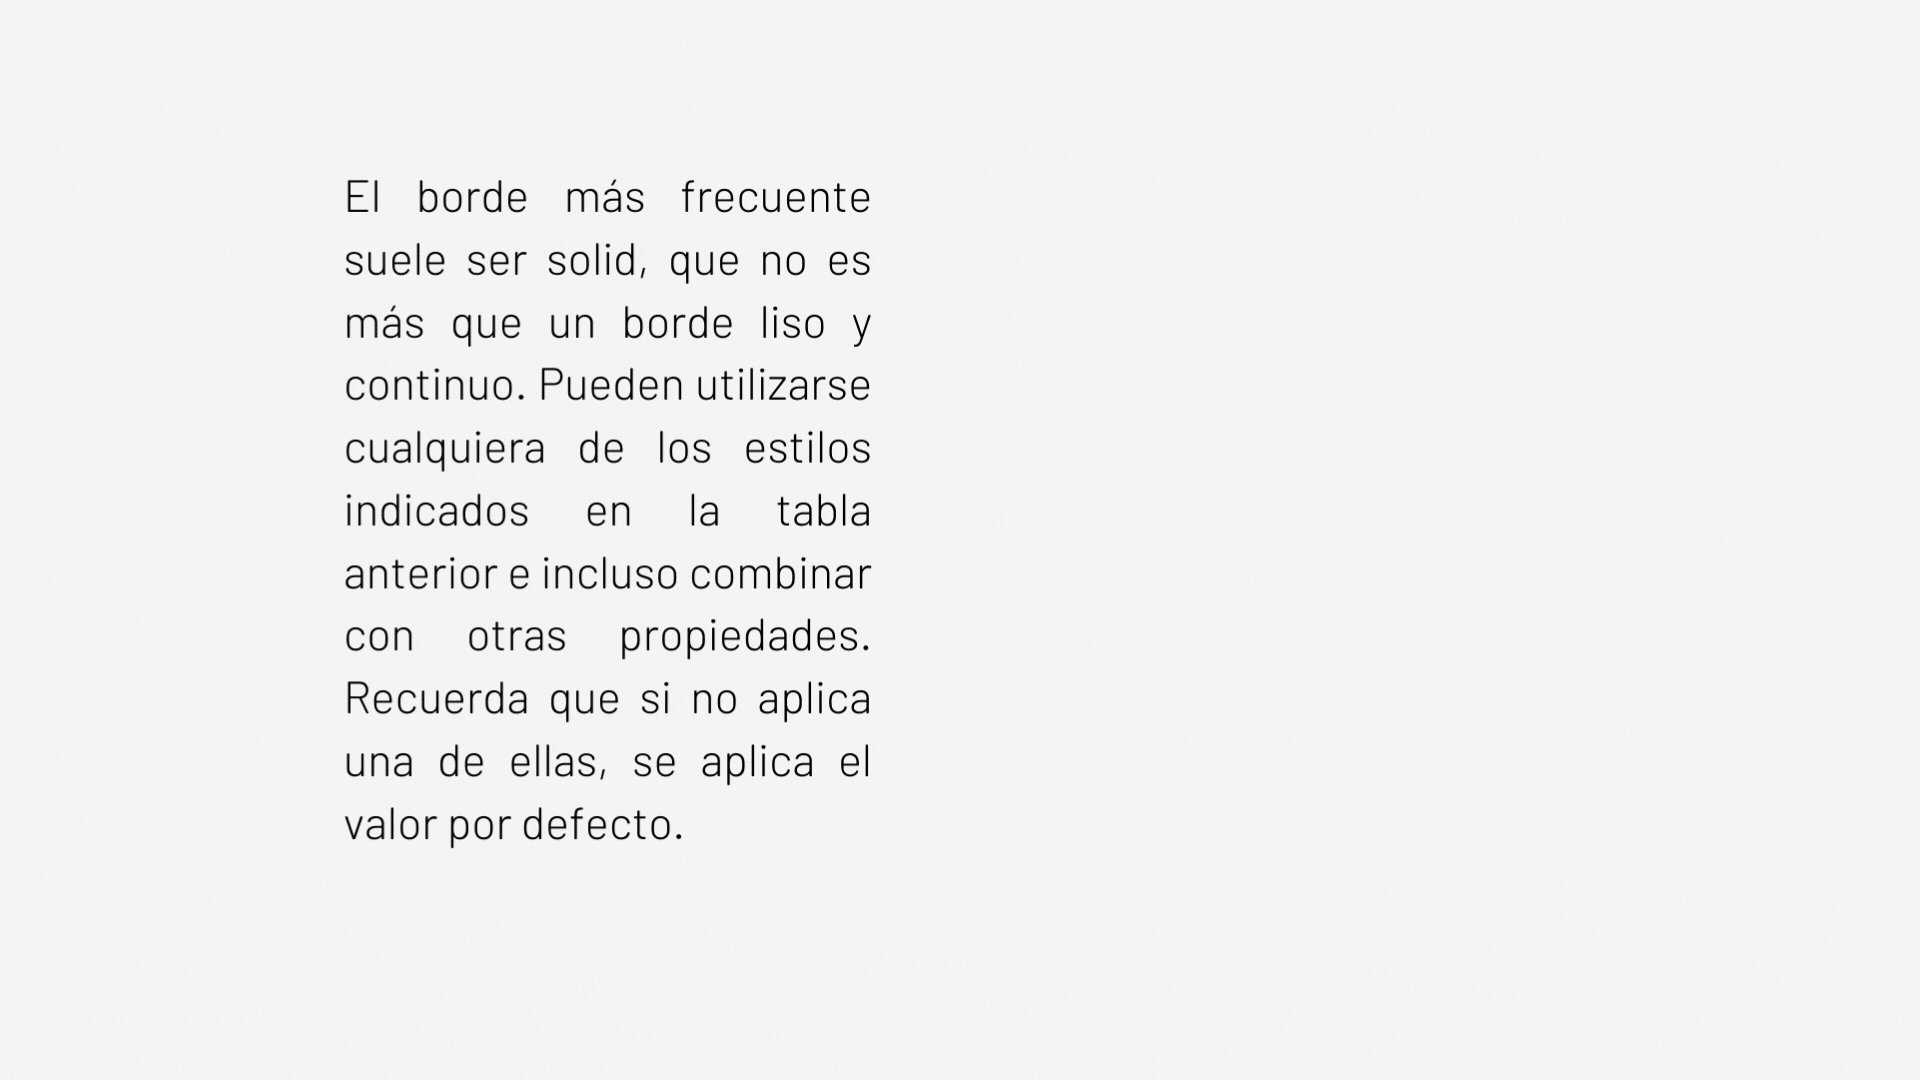 El borde más frecuente
suele ser solid, que no es
más que un borde liso y
continuo. Pueden utilizarse
cualquiera de los estilos
indicados en la tabla
anterior e incluso combinar
con otras propiedades.
Recuerda que si no aplica
una de ellas, se aplica el
valor por defecto.